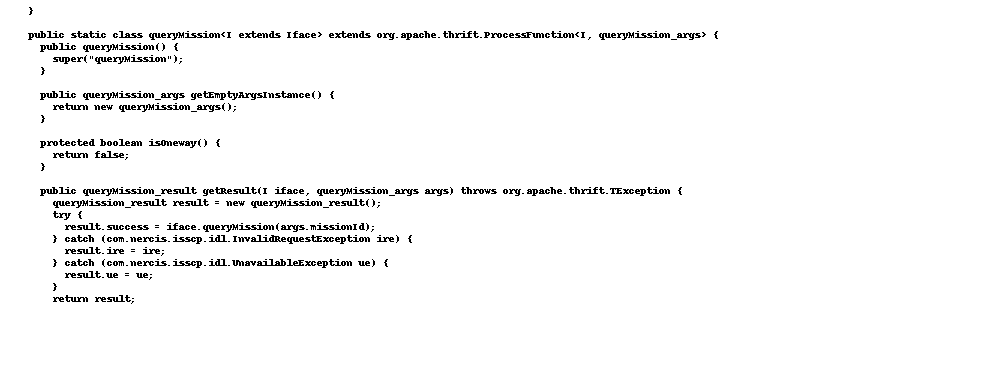 }

public static class queryMission<I extends Iface> extends org.apache.thrift.ProcessFunction<I, queryMission_args> {
  public queryMission() {
    super("queryMission");
  }

  public queryMission_args getEmptyArgsInstance() {
    return new queryMission_args();
  }

  protected boolean isOneway() {
    return false;
  }

  public queryMission_result getResult(I iface, queryMission_args args) throws org.apache.thrift.TException {
    queryMission_result result = new queryMission_result();
    try {
      result.success = iface.queryMission(args.missionId);
    } catch (com.nercis.isscp.idl.InvalidRequestException ire) {
      result.ire = ire;
    } catch (com.nercis.isscp.idl.UnavailableException ue) {
      result.ue = ue;
    }
    return result;